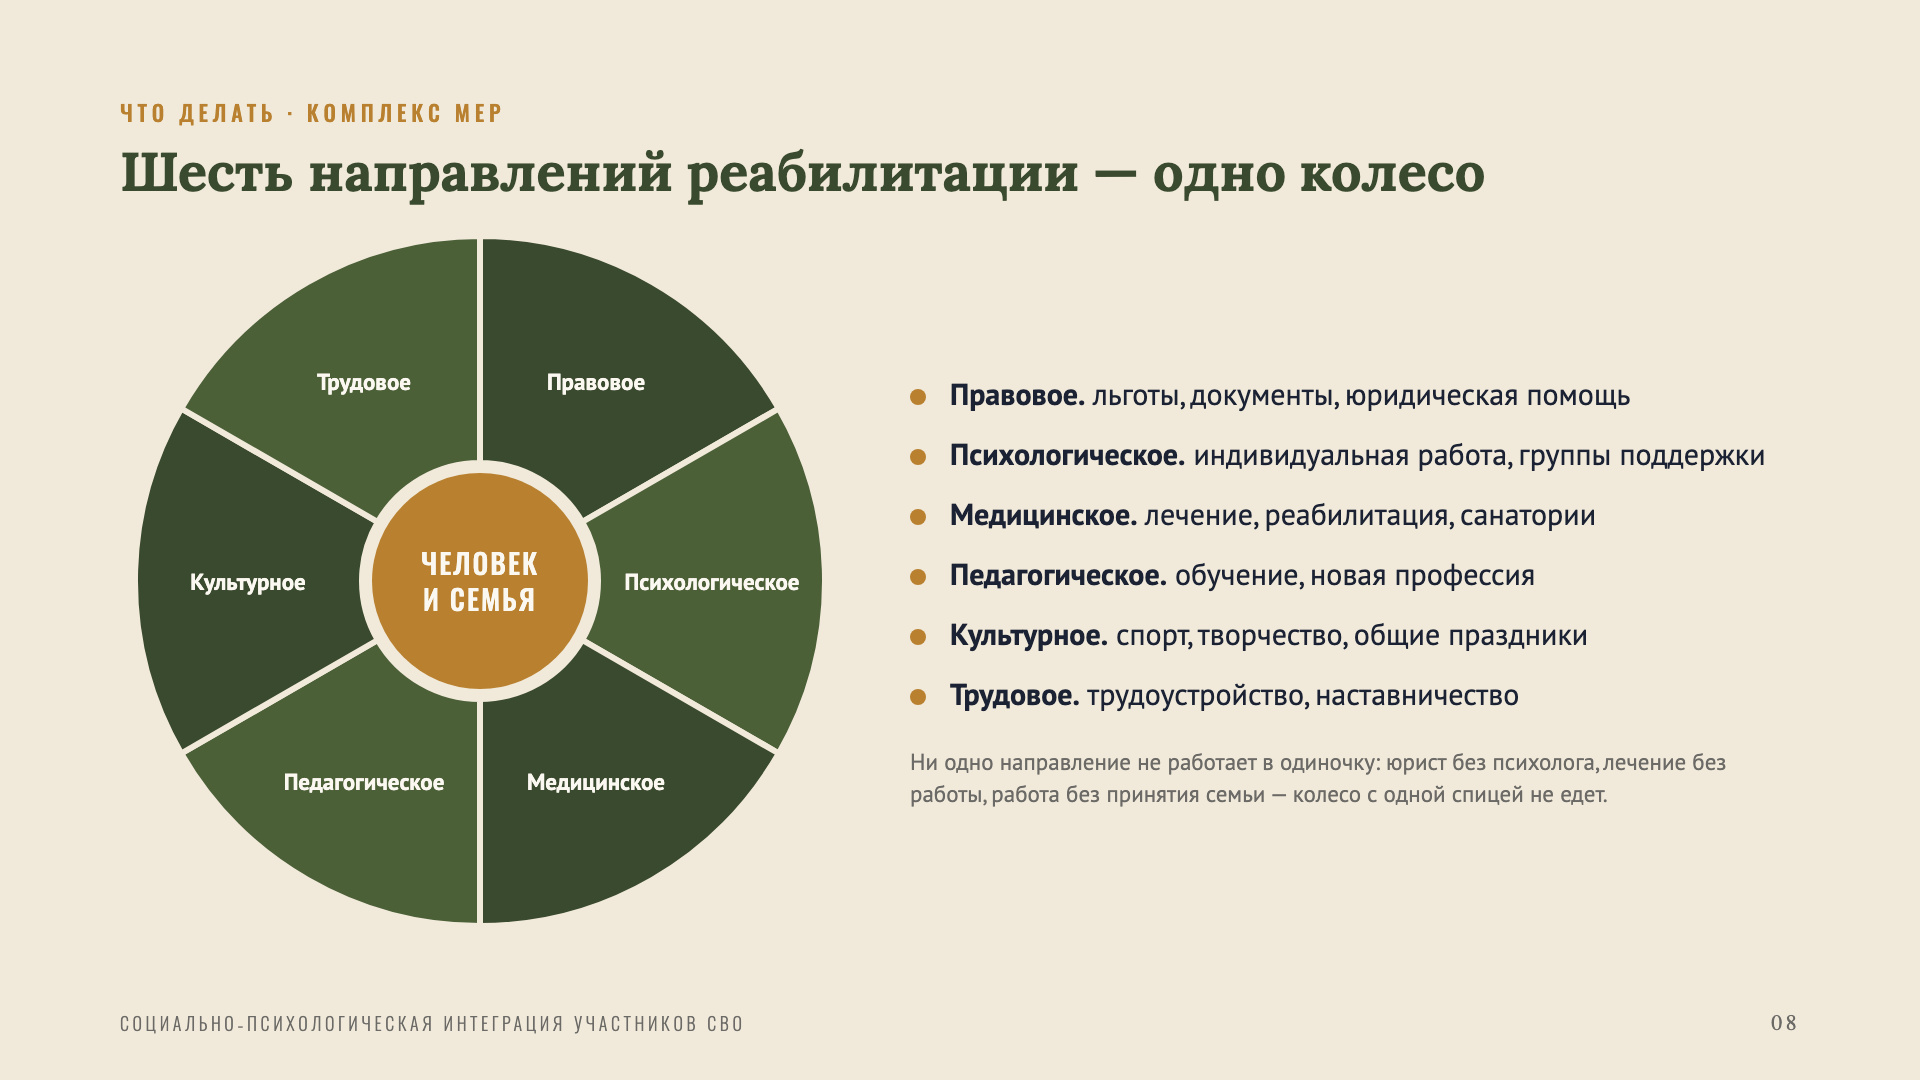 ЧТО ДЕЛАТЬ · КОМПЛЕКС МЕР
Шесть направлений реабилитации — одно колесо
Трудовое
Правовое
Культурное
ЧЕЛОВЕК
И СЕМЬЯ
Психологическое
Педагогическое
Медицинское
Правовое. льготы, документы, юридическая помощь
Психологическое. индивидуальная работа, группы поддержки
Медицинское. лечение, реабилитация, санатории
Педагогическое. обучение, новая профессия
Культурное. спорт, творчество, общие праздники
Трудовое. трудоустройство, наставничество
Ни одно направление не работает в одиночку: юрист без психолога, лечение без
работы, работа без принятия семьи — колесо с одной спицей не едет.
СОЦИАЛЬНО-ПСИХОЛОГИЧЕСКАЯ ИНТЕГРАЦИЯ УЧАСТНИКОВ СВО
08